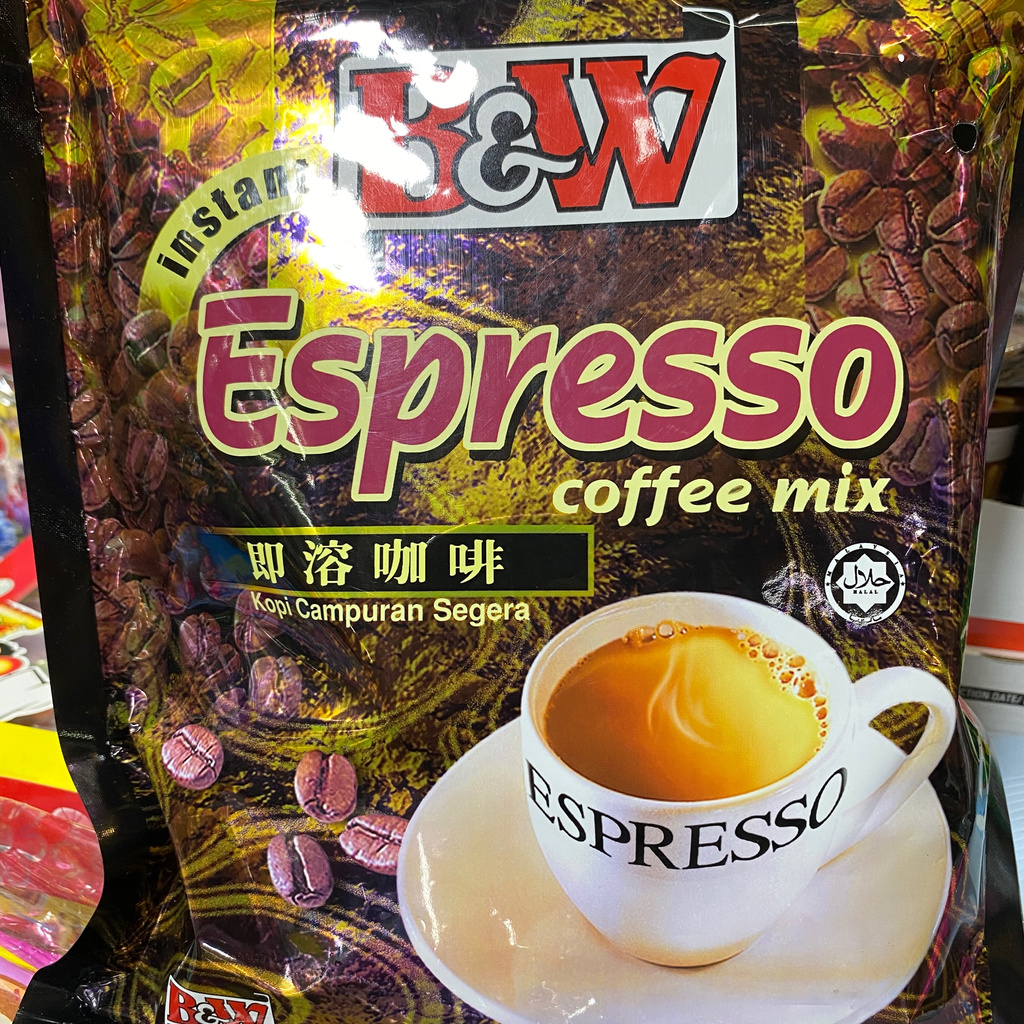 B&W
instant
Espresso
coffee mix
即溶咖啡
Kopi Campuran Segera
حلال
HALAL
ESPRESSO
B&W